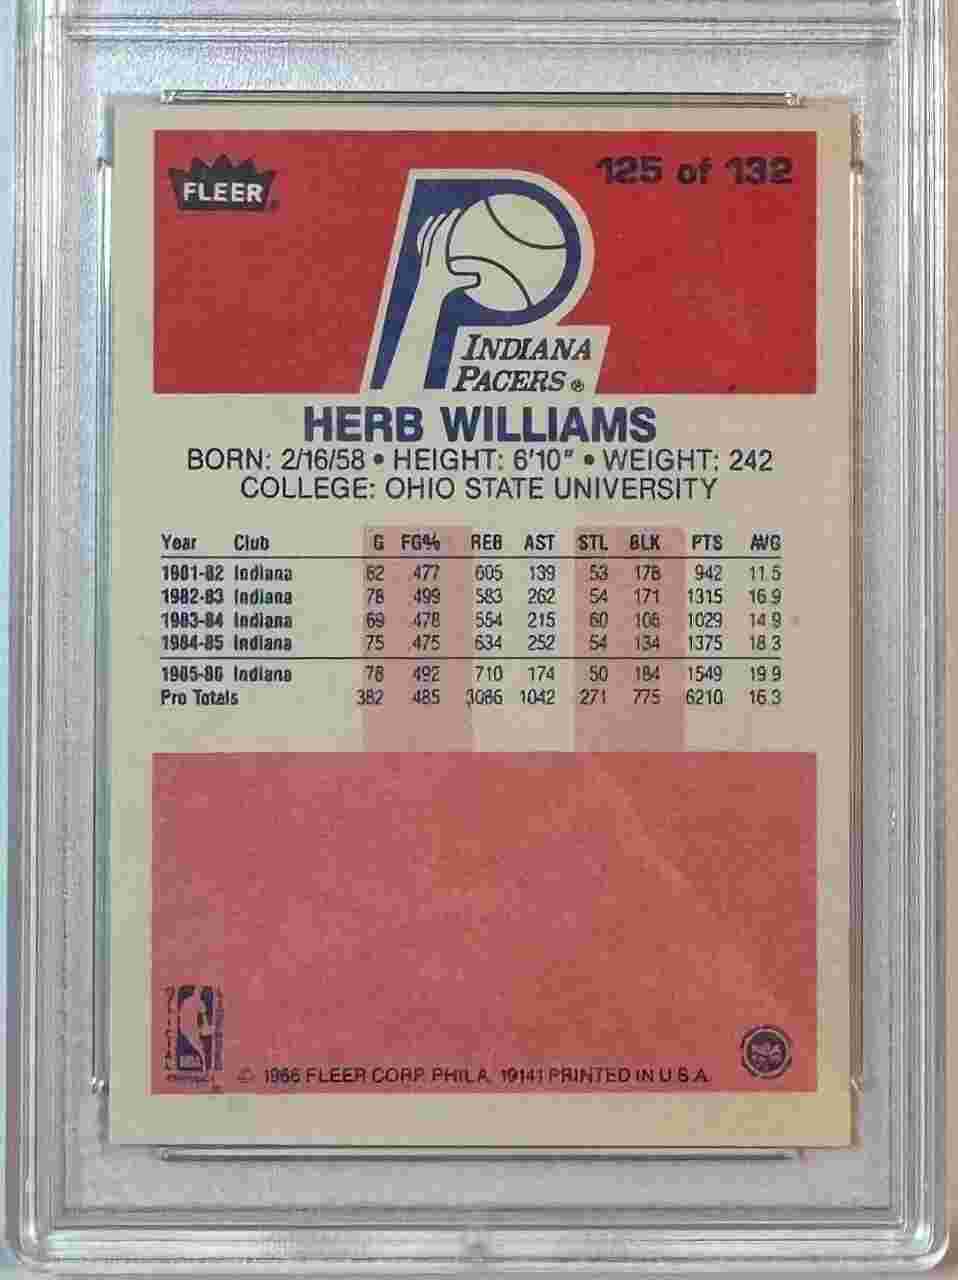 125 of 132
FLEER
INDIANA
PACERS ®
HERB WILLIAMS
BORN: 2/16/58 • HEIGHT: 6'10" • WEIGHT: 242
COLLEGE: OHIO STATE UNIVERSITY
Year Club G FG% REB AST STL BLK PTS AVG
1981-82 Indiana 82 .477 605 139 53 178 942 11.5
1982-83 Indiana 78 .499 583 262 54 171 1315 16.9
1983-84 Indiana 69 .478 554 215 60 108 1029 14.9
1984-85 Indiana 75 .475 634 252 54 134 1375 18.3
1985-86 Indiana 78 .492 710 174 50 184 1549 19.9
Pro Totals 382 .485 3086 1042 271 775 6210 16.3
NBA
© 1986 FLEER CORP. PHILA. 19141 PRINTED IN U.S.A.